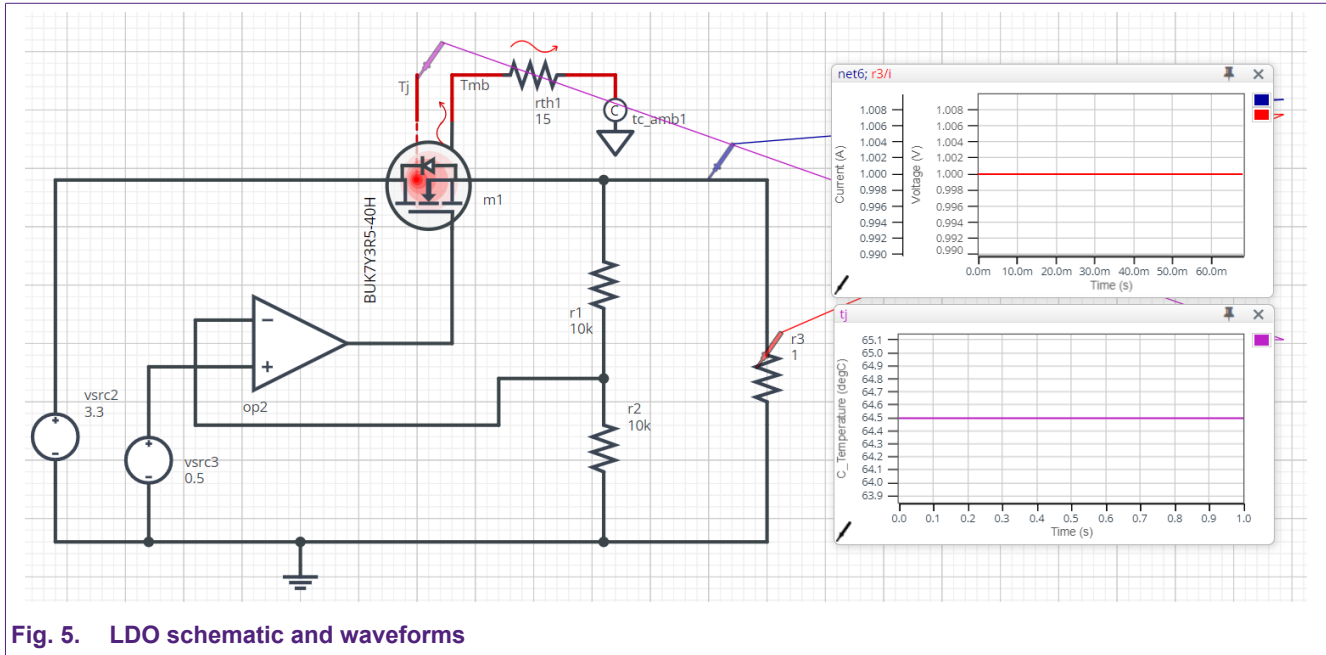 Tj
Tmb
rth1
15
C
tc_amb1
BUK7Y3R5-40H
m1
r1
10k
r3
1
−
+
op2
r2
10k
vsrc2
3.3
+
-
vsrc3
0.5
+
-
net6; r3/i
Current (A)
1.008
1.006
1.004
1.002
1.000
0.998
0.996
0.994
0.992
0.990
Voltage (V)
1.008
1.006
1.004
1.002
1.000
0.998
0.996
0.994
0.992
0.990
0.0m 10.0m 20.0m 30.0m 40.0m 50.0m 60.0m
Time (s)
tj
C_Temperature (degC)
65.1
65.0
64.9
64.8
64.7
64.6
64.5
64.4
64.3
64.2
64.1
64.0
63.9
0.0 0.1 0.2 0.3 0.4 0.5 0.6 0.7 0.8 0.9 1.0
Time (s)
Fig. 5. LDO schematic and waveforms